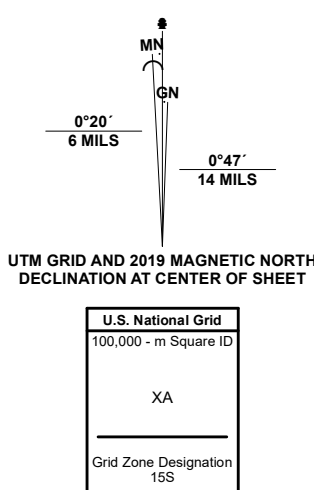 MN
GN
0°20´
6 MILS
0°47´
14 MILS
UTM GRID AND 2019 MAGNETIC NORTH
DECLINATION AT CENTER OF SHEET
U.S. National Grid
100,000 - m Square ID
XA
Grid Zone Designation
15S